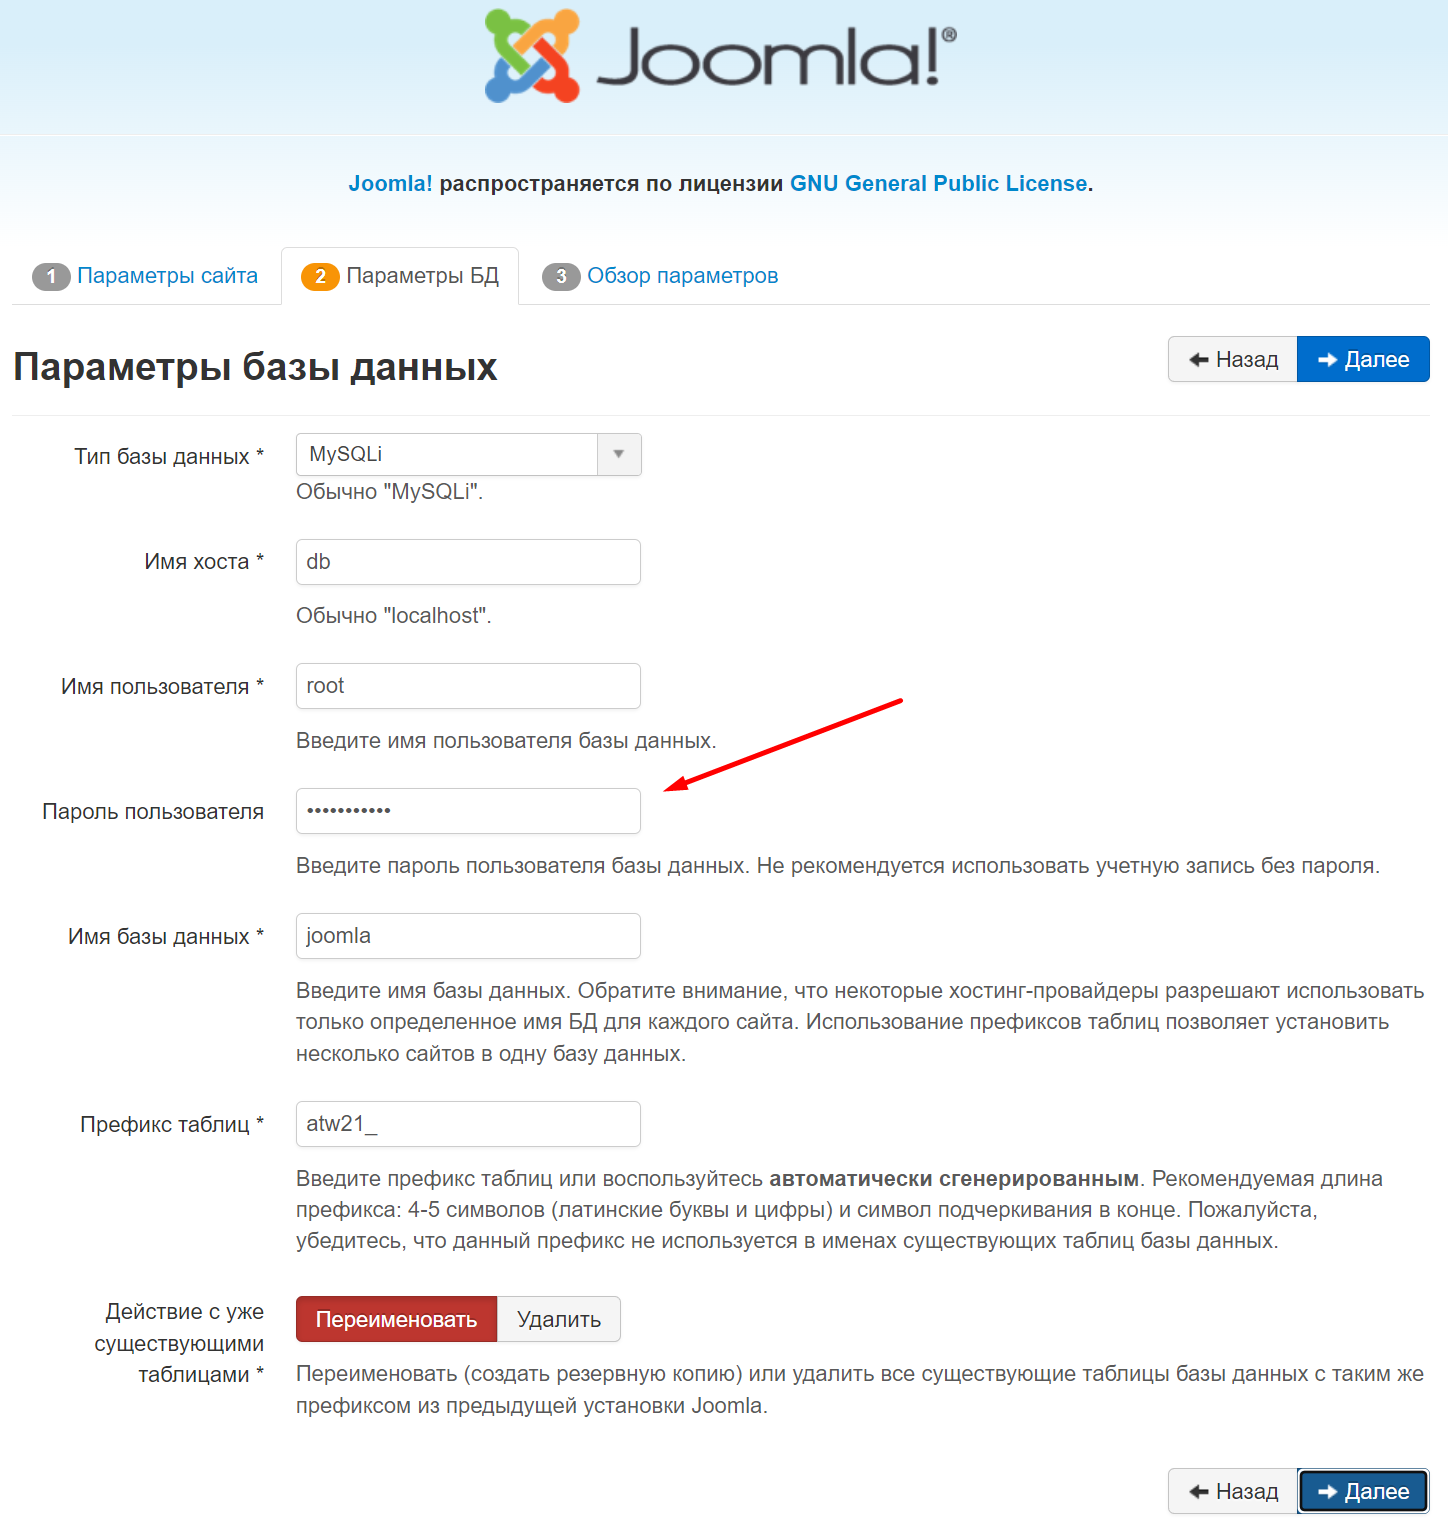 Joomla!®
Joomla! распространяется по лицензии GNU General Public License.
1 Параметры сайта
2 Параметры БД
3 Обзор параметров
Параметры базы данных
Назад
Далее
Тип базы данных *
MySQLi
Обычно "MySQLi".
Имя хоста *
db
Обычно "localhost".
Имя пользователя *
root
Введите имя пользователя базы данных.
Пароль пользователя
•••••••••••
Введите пароль пользователя базы данных. Не рекомендуется использовать учетную запись без пароля.
Имя базы данных *
joomla
Введите имя базы данных. Обратите внимание, что некоторые хостинг-провайдеры разрешают использовать
только определенное имя БД для каждого сайта. Использование префиксов таблиц позволяет установить
несколько сайтов в одну базу данных.
Префикс таблиц *
atw21_
Введите префикс таблиц или воспользуйтесь автоматически сгенерированным. Рекомендуемая длина
префикса: 4-5 символов (латинские буквы и цифры) и символ подчеркивания в конце. Пожалуйста,
убедитесь, что данный префикс не используется в именах существующих таблиц базы данных.
Действие с уже
существующими
таблицами *
Переименовать
Удалить
Переименовать (создать резервную копию) или удалить все существующие таблицы базы данных с таким же
префиксом из предыдущей установки Joomla.
Назад
Далее